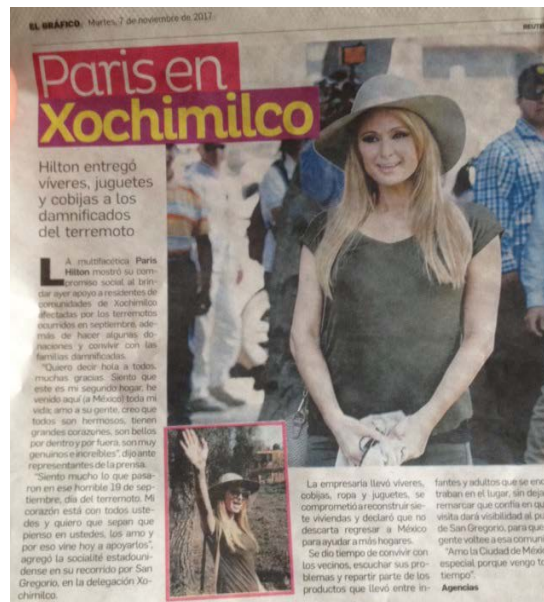 EL GRÁFICO Martes, 7 de noviembre de 2017
REUTE
Paris en
Xochimilco
Hilton entregó
víveres, juguetes
y cobijas a los
damnificados
del terremoto
LA multifacética Paris
Hilton mostró su com-
promiso social al brin-
dar ayer apoyo a residentes de
comunidades de Xochimilco
afectadas por los terremotos
ocurridos en septiembre, ade-
más de hacer algunas do-
naciones y convivir con las
familias damnificadas.
"Quiero decir hola a todos,
muchas gracias. Siento que
este es mi segundo hogar, he
venido aquí (a México) toda mi
vida; amo a su gente, creo que
todos son hermosos, tienen
grandes corazones, son bellos
por dentro y por fuera, son muy
genuinos e increíbles", dijo ante
representantes de la prensa.
"Siento mucho lo que pasa-
ron en ese horrible 19 de sep-
tiembre, día del terremoto. Mi
corazón está con todos uste-
des y quiero que sepan que
pienso en ustedes, los amo y
por eso vine hoy a apoyarlos",
agregó la socialité estadouni-
dense en su recorrido por San
Gregorio, en la delegación Xo-
chimilco.
La empresaria llevó víveres,
cobijas, ropa y juguetes, se
comprometió a reconstruir sie-
te viviendas y declaró que no
descarta regresar a México
para ayudar a más hogares.
Se dio tiempo de convivir con
los vecinos, escuchar sus pro-
blemas y repartir parte de los
productos que llevó entre in-
fantes y adultos que se enc
traban en el lugar, sin deja
remarcar que confía en qu
visita dará visibilidad al pu
de San Gregorio, para que
gente voltee a esa comuni
"Amo la Ciudad de Méxi
especial porque vengo to
tiempo".
Agencias